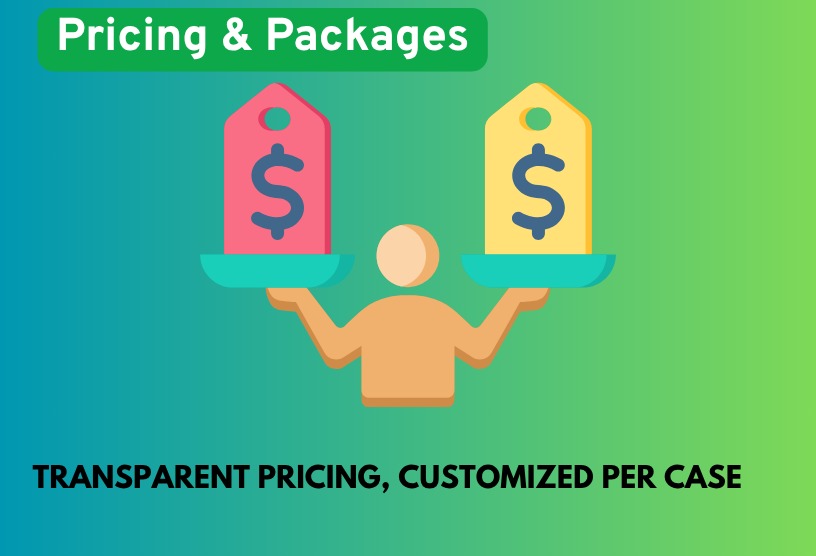 Pricing & Packages
$ $
TRANSPARENT PRICING, CUSTOMIZED PER CASE